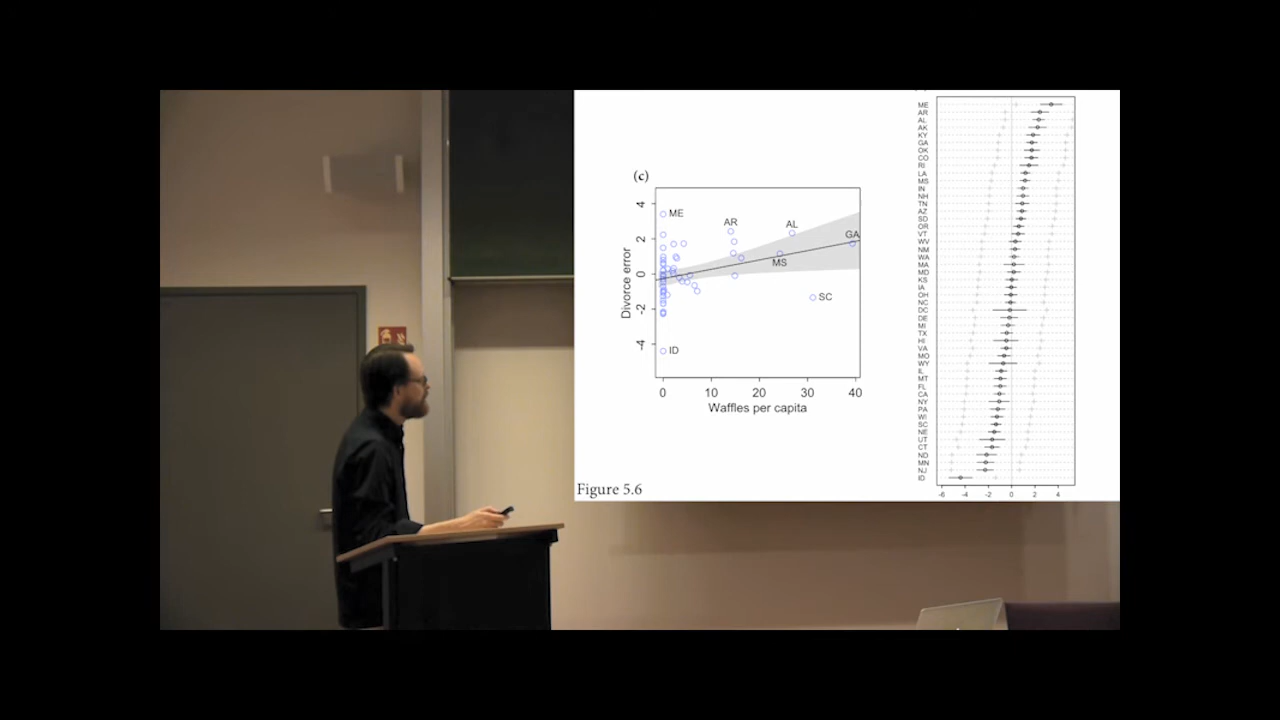 (c)
4
2
0
-2
-4
Divorce error
ME
AR
AL
GA
MS
SC
ID
0 10 20 30 40
Waffles per capita
Figure 5.6
ME
AR
AL
AK
KY
GA
OK
CO
RI
LA
MS
IN
NH
TN
AZ
SD
OR
VT
WV
NM
WA
MA
MD
KS
IA
OH
NC
DC
DE
MI
TX
HI
VA
MO
WY
IL
MT
FL
CA
NY
PA
WI
SC
NE
UT
CT
ND
MN
NJ
ID
-6 -4 -2 0 2 4